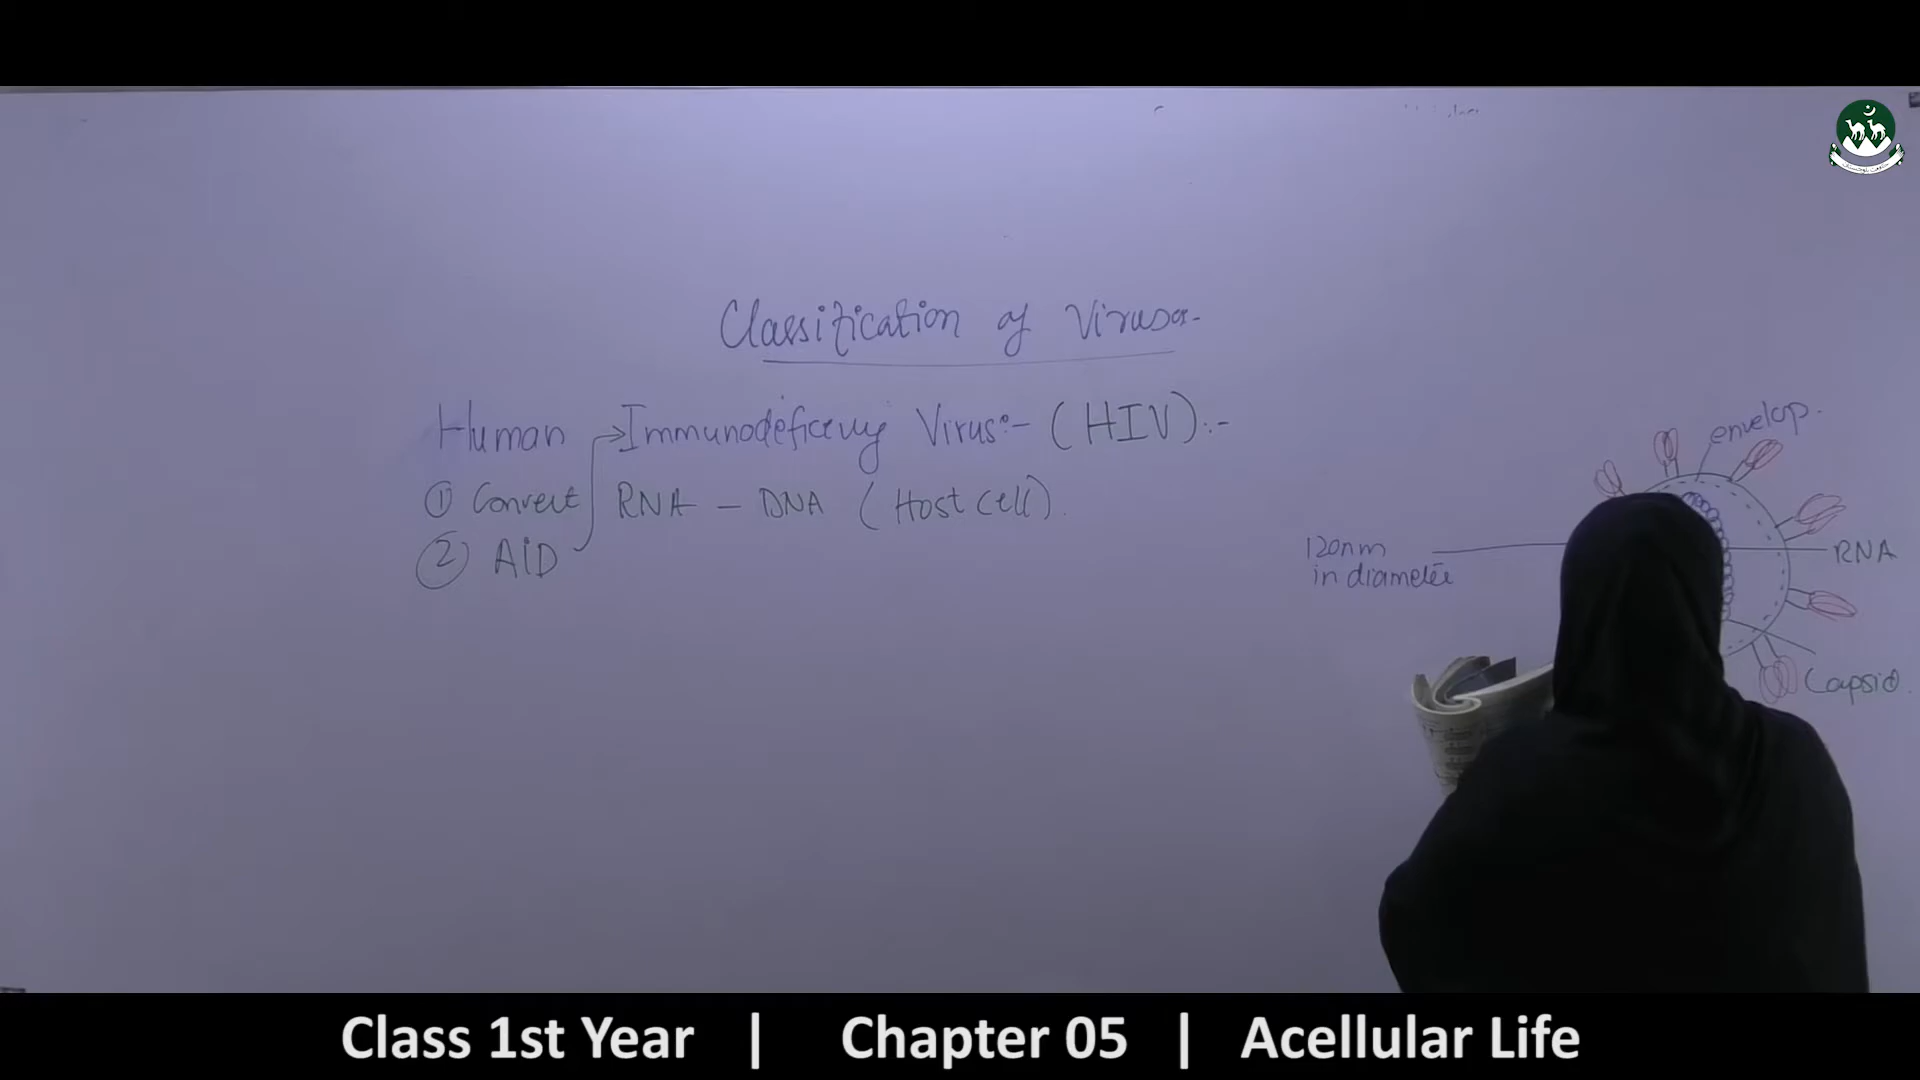 Classification of Viruses-
Human Immunodeficency Virus:- (HIV):-
① Convert RNA - DNA (Host cell).
② AID
envelop.
120nm
in diameter
RNA
Capsid.
Class 1st Year | Chapter 05 | Acellular Life